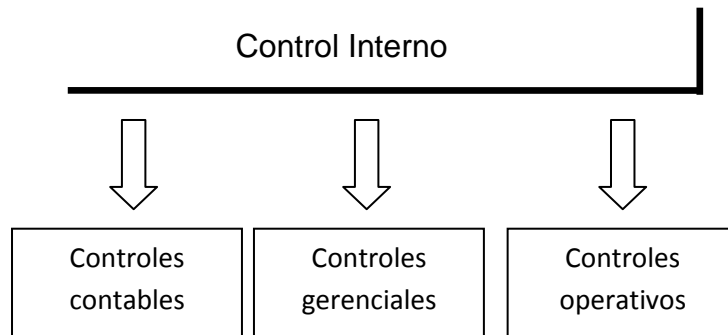 Control Interno
Controles
contables
Controles
gerenciales
Controles
operativos